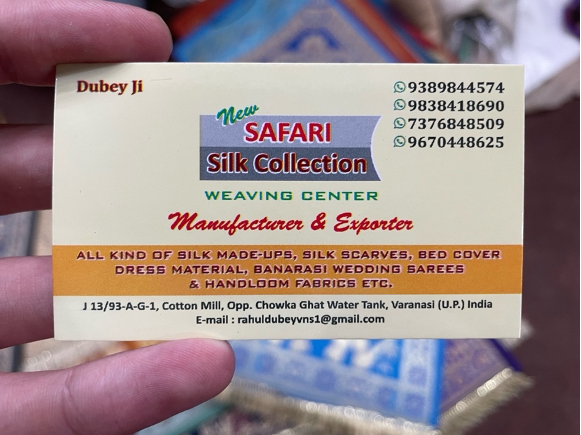 Dubey Ji
9389844574
9838418690
7376848509
9670448625
New
SAFARI
Silk Collection
WEAVING CENTER
Manufacturer & Exporter
ALL KIND OF SILK MADE-UPS, SILK SCARVES, BED COVER
DRESS MATERIAL, BANARASI WEDDING SAREES
& HANDLOOM FABRICS ETC.
J 13/93-A-G-1, Cotton Mill, Opp. Chowka Ghat Water Tank, Varanasi (U.P.) India
E-mail : rahuldubeyvns1@gmail.com